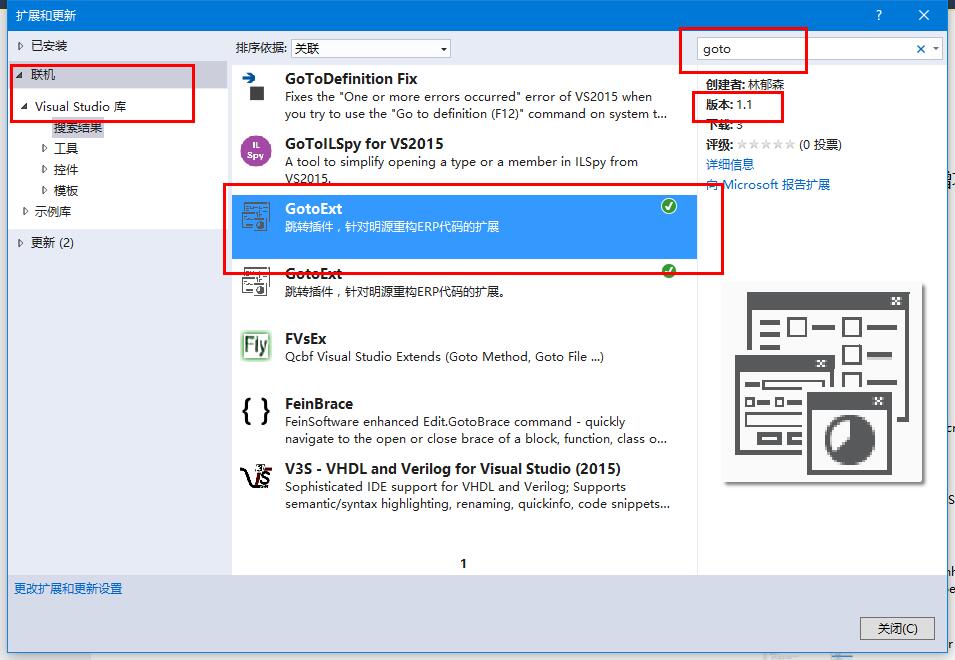 扩展和更新
?
已安装
联机
Visual Studio 库
搜索结果
工具
控件
模板
示例库
更新 (2)
更改扩展和更新设置
排序依据: 关联
GoToDefinition Fix
Fixes the "One or more errors occurred" error of VS2015 when
you try to use the "Go to definition (F12)" command on system t...
IL
Spy
GoToILSpy for VS2015
A tool to simplify opening a type or a member in ILSpy from
VS2015.
GotoExt
跳转插件，针对明源重构ERP代码的扩展
GotoExt
跳转插件，针对明源重构ERP代码的扩展。
Fly
FVsEx
Qcbf Visual Studio Extends (Goto Method, Goto File ...)
{ }
FeinBrace
FeinSoftware enhanced Edit.GotoBrace command - quickly
navigate to the open or close brace of a block, function, class o...
V3S - VHDL and Verilog for Visual Studio (2015)
Sophisticated IDE support for VHDL and Verilog; Supports
semantic/syntax highlighting, renaming, quickinfo, code snippets...
1
goto
创建者: 林郁森
版本: 1.1
下载: 3
评级: (0 投票)
详细信息
向 Microsoft 报告扩展
关闭(C)